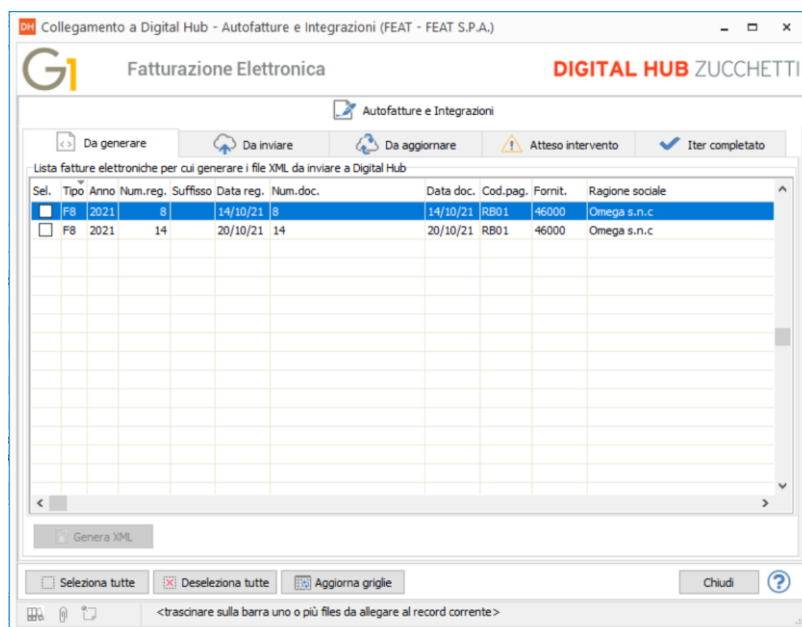 DH Collegamento a Digital Hub - Autofatture e Integrazioni (FEAT - FEAT S.P.A.)
G1 Fatturazione Elettronica DIGITAL HUB ZUCCHETTI
Autofatture e Integrazioni
Da generare Da inviare Da aggiornare Atteso intervento Iter completato
Lista fatture elettroniche per cui generare i file XML da inviare a Digital Hub
Sel. Tipo Anno Num.reg. Suffisso Data reg. Num.doc. Data doc. Cod.pag. Fornit. Ragione sociale
F8 2021 8 14/10/21 8 14/10/21 RB01 46000 Omega s.n.c
F8 2021 14 20/10/21 14 20/10/21 RB01 46000 Omega s.n.c
Genera XML
Seleziona tutte Deseleziona tutte Aggiorna griglie Chiudi ?
<trascinare sulla barra uno o più files da allegare al record corrente>